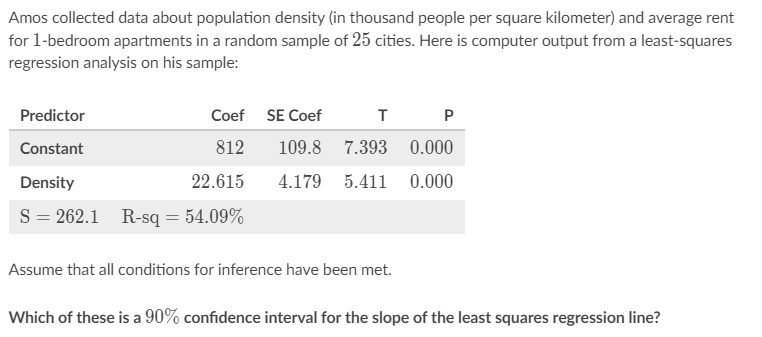 Amos collected data about population density (in thousand people per square kilometer) and average rent
for 1-bedroom apartments in a random sample of 25 cities. Here is computer output from a least-squares
regression analysis on his sample:
Predictor Coef SE Coef T P
Constant 812 109.8 7.393 0.000
Density 22.615 4.179 5.411 0.000
S = 262.1 R-sq = 54.09%
Assume that all conditions for inference have been met.
Which of these is a 90% confidence interval for the slope of the least squares regression line?